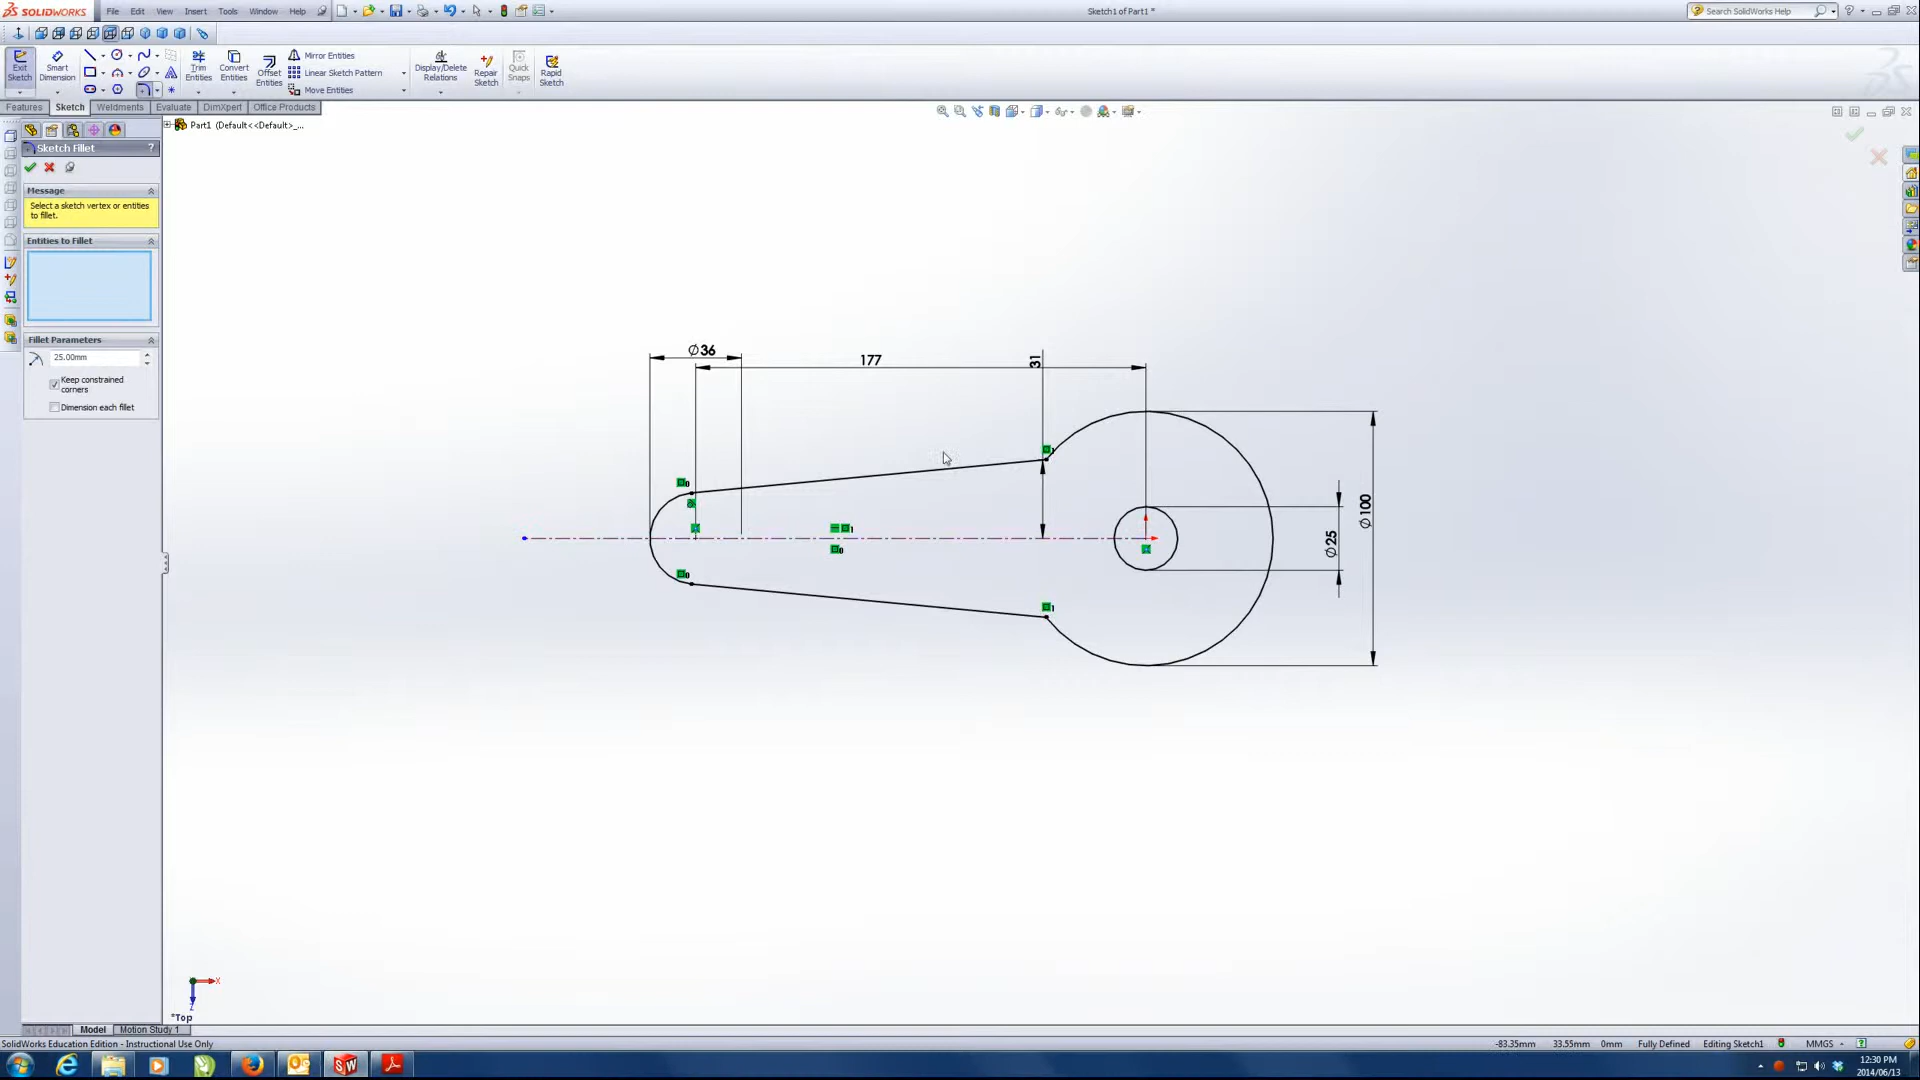 SOLIDWORKS File Edit View Insert Tools Window Help Sketch1 of Part1 * Search SolidWorks Help
Exit Sketch
Smart Dimension
Trim Entities
Convert Entities
Offset Entities
Mirror Entities
Linear Sketch Pattern
Move Entities
Display/Delete Relations
Repair Sketch
Quick Snaps
Rapid Sketch
Features Sketch Weldments Evaluate DimXpert Office Products
Part1 (Default<<Default>_...
Sketch Fillet ?
Message
Select a sketch vertex or entities
to fillet.
Entities to Fillet
Fillet Parameters
25.00mm
Keep constrained
corners
Dimension each fillet
Ø36
177
31
Ø100
Ø25
X
Z
*Top
Model Motion Study 1
SolidWorks Education Edition - Instructional Use Only -83.35mm 33.55mm 0mm Fully Defined Editing Sketch1 MMGS
12:30 PM
2014/06/13